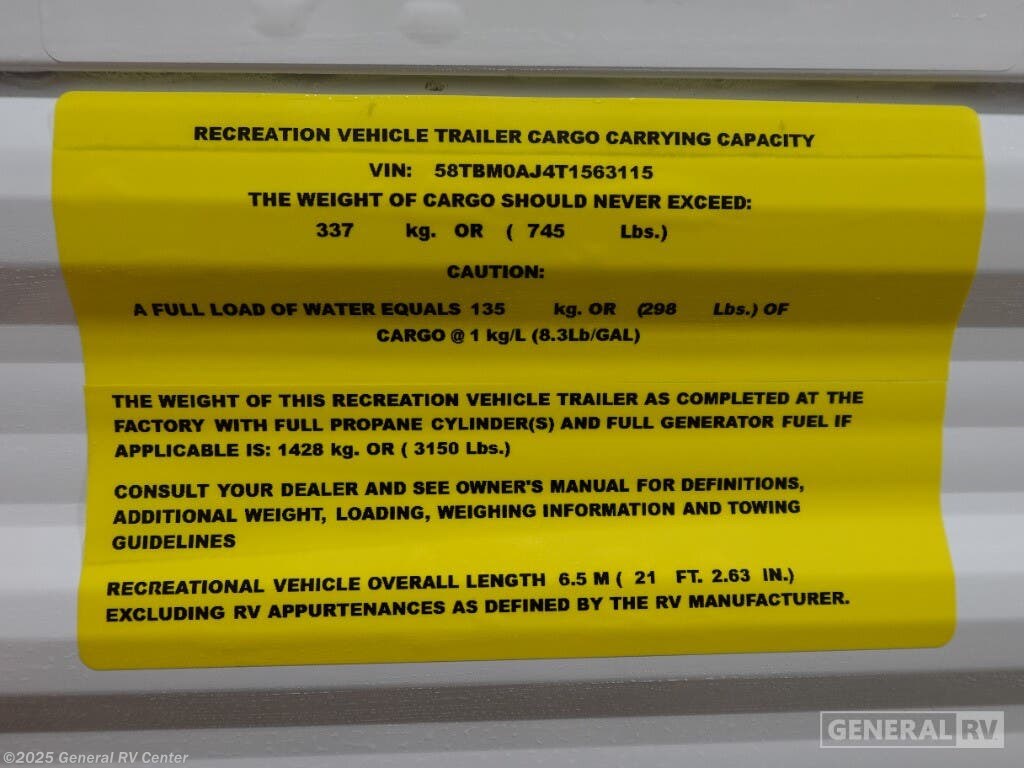 RECREATION VEHICLE TRAILER CARGO CARRYING CAPACITY
VIN: 58TBM0AJ4T1563115
THE WEIGHT OF CARGO SHOULD NEVER EXCEED:
337 kg. OR ( 745 Lbs.)
CAUTION:
A FULL LOAD OF WATER EQUALS 135 kg. OR (298 Lbs.) OF
CARGO @ 1 kg/L (8.3Lb/GAL)
THE WEIGHT OF THIS RECREATION VEHICLE TRAILER AS COMPLETED AT THE
FACTORY WITH FULL PROPANE CYLINDER(S) AND FULL GENERATOR FUEL IF
APPLICABLE IS: 1428 kg. OR ( 3150 Lbs.)
CONSULT YOUR DEALER AND SEE OWNER'S MANUAL FOR DEFINITIONS,
ADDITIONAL WEIGHT, LOADING, WEIGHING INFORMATION AND TOWING
GUIDELINES
RECREATIONAL VEHICLE OVERALL LENGTH 6.5 M ( 21 FT. 2.63 IN.)
EXCLUDING RV APPURTENANCES AS DEFINED BY THE RV MANUFACTURER.
GENERAL RV
©2025 General RV Center